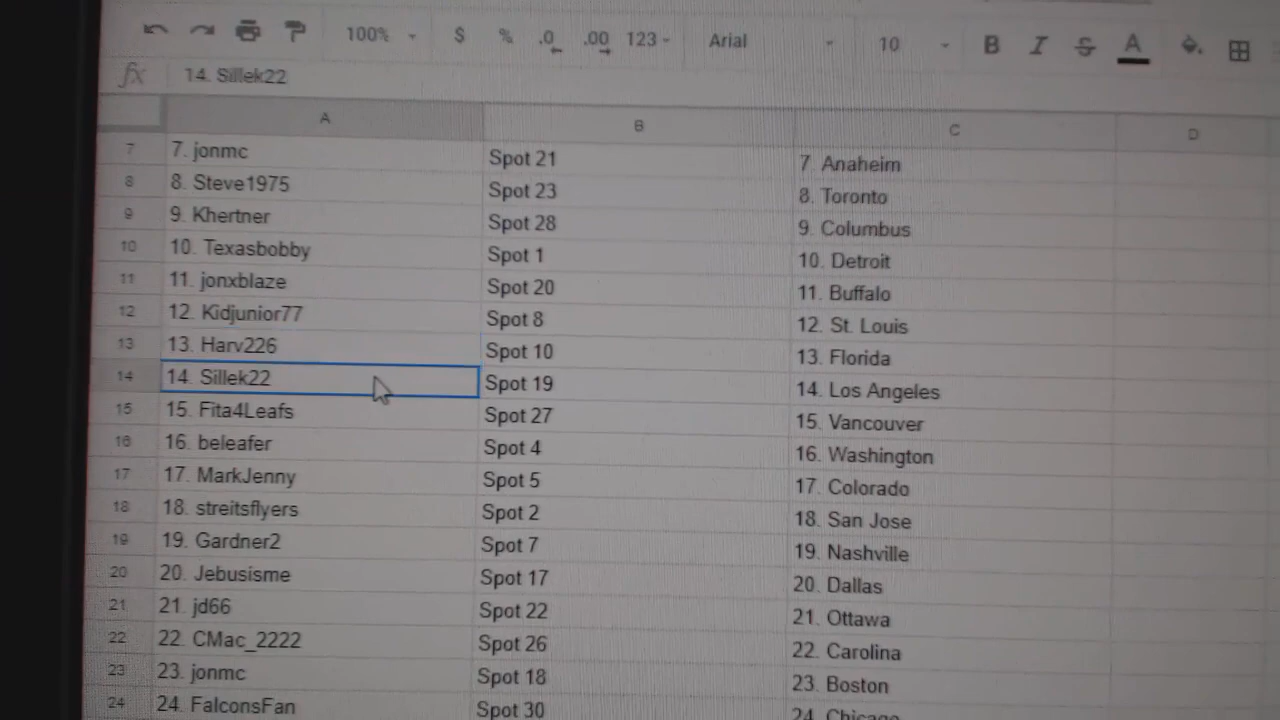 100% $ % .0 .00 123 Arial 10 B I S A
fx 14. Sillek22
A B C D
7 7. jonmc Spot 21 7. Anaheim
8 8. Steve1975 Spot 23 8. Toronto
9 9. Khertner Spot 28 9. Columbus
10 10. Texasbobby Spot 1 10. Detroit
11 11. jonxblaze Spot 20 11. Buffalo
12 12. Kidjunior77 Spot 8 12. St. Louis
13 13. Harv226 Spot 10 13. Florida
14 14. Sillek22 Spot 19 14. Los Angeles
15 15. Fita4Leafs Spot 27 15. Vancouver
16 16. beleafer Spot 4 16. Washington
17 17. MarkJenny Spot 5 17. Colorado
18 18. streitsflyers Spot 2 18. San Jose
19 19. Gardner2 Spot 7 19. Nashville
20 20. Jebusisme Spot 17 20. Dallas
21 21. jd66 Spot 22 21. Ottawa
22 22. CMac_2222 Spot 26 22. Carolina
23 23. jonmc Spot 18 23. Boston
24 24. FalconsFan Spot 30 24. Chicago